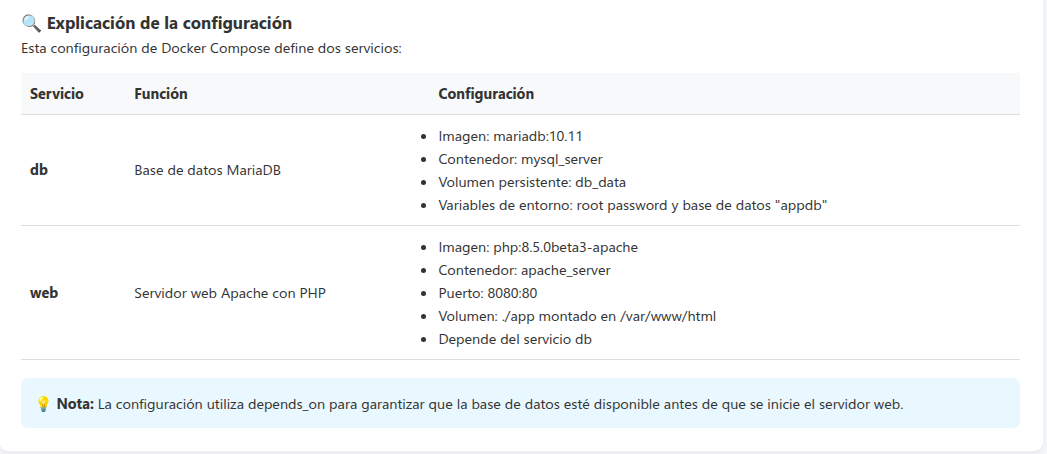 🔍 Explicación de la configuración
Esta configuración de Docker Compose define dos servicios:
Servicio Función Configuración
db Base de datos MariaDB
• Imagen: mariadb:10.11
• Contenedor: mysql_server
• Volumen persistente: db_data
• Variables de entorno: root password y base de datos "appdb"
web Servidor web Apache con PHP
• Imagen: php:8.5.0beta3-apache
• Contenedor: apache_server
• Puerto: 8080:80
• Volumen: ./app montado en /var/www/html
• Depende del servicio db
💡 Nota: La configuración utiliza depends_on para garantizar que la base de datos esté disponible antes de que se inicie el servidor web.